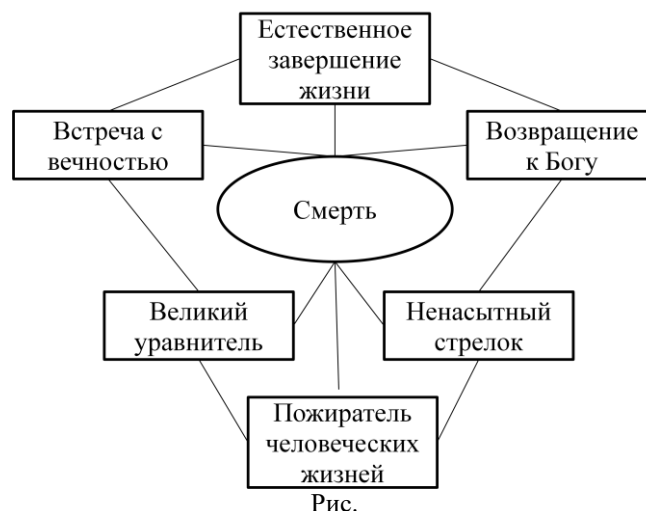 Естественное
завершение
жизни
Встреча с
вечностью
Возвращение
к Богу
Смерть
Великий
уравнитель
Ненасытный
стрелок
Пожиратель
человеческих
жизней
Рис.